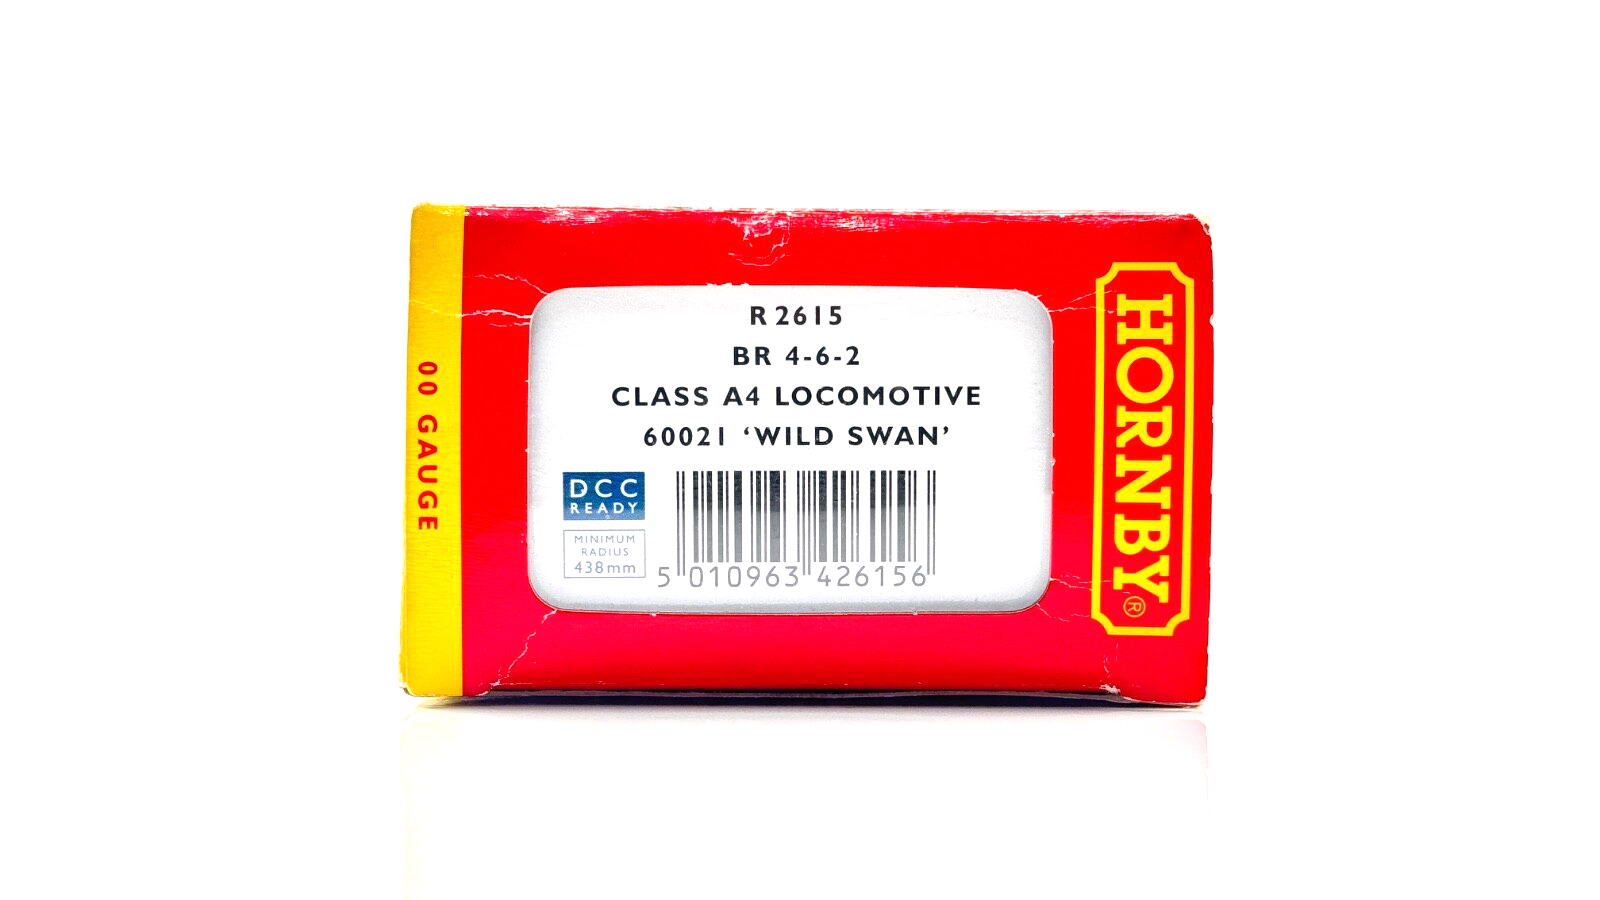 R 2615
BR 4-6-2
CLASS A4 LOCOMOTIVE
60021 ‘WILD SWAN’
DCC
READY
MINIMUM
RADIUS
438mm
5 010963 426156
00 GAUGE
HORNBY®